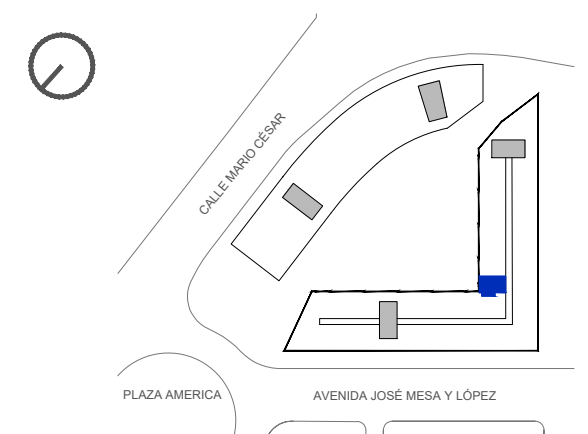 CALLE MARIO CÉSAR
PLAZA AMERICA
AVENIDA JOSÉ MESA Y LÓPEZ